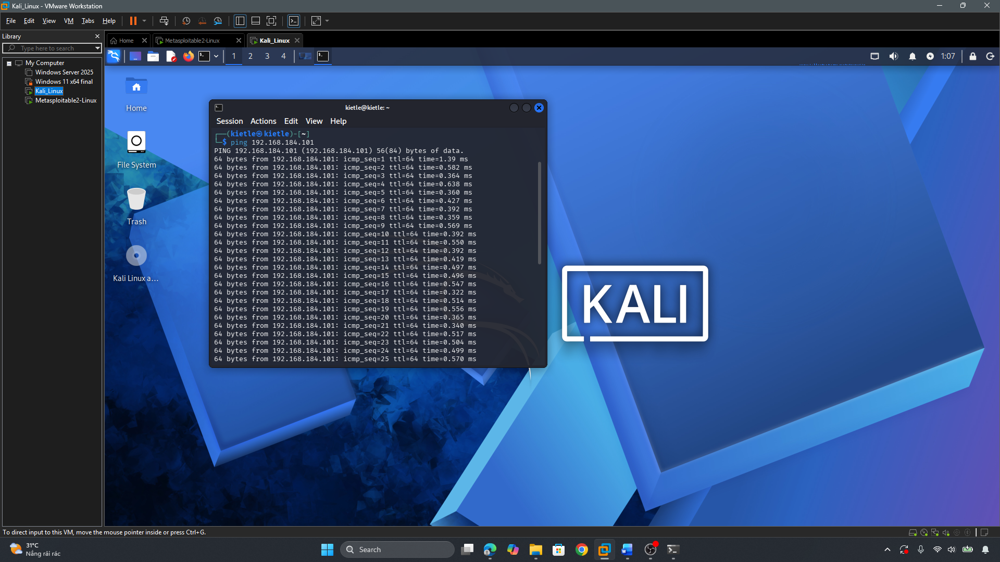 Kali_Linux - VMware Workstation
File Edit View VM Tabs Help
Library
Type here to search
My Computer
Windows Server 2025
Windows 11 x64 final
Kali_Linux
Metasploitable2-Linux
Home Metasploitable2-Linux Kali_Linux
1 2 3 4 1:07
Home
File System
Trash
Kali Linux a...
kietle@kietle: ~
Session Actions Edit View Help
(kietle㉿kietle)-[~]
$ ping 192.168.184.101
PING 192.168.184.101 (192.168.184.101) 56(84) bytes of data.
64 bytes from 192.168.184.101: icmp_seq=1 ttl=64 time=1.39 ms
64 bytes from 192.168.184.101: icmp_seq=2 ttl=64 time=0.582 ms
64 bytes from 192.168.184.101: icmp_seq=3 ttl=64 time=0.364 ms
64 bytes from 192.168.184.101: icmp_seq=4 ttl=64 time=0.638 ms
64 bytes from 192.168.184.101: icmp_seq=5 ttl=64 time=0.360 ms
64 bytes from 192.168.184.101: icmp_seq=6 ttl=64 time=0.427 ms
64 bytes from 192.168.184.101: icmp_seq=7 ttl=64 time=0.392 ms
64 bytes from 192.168.184.101: icmp_seq=8 ttl=64 time=0.359 ms
64 bytes from 192.168.184.101: icmp_seq=9 ttl=64 time=0.569 ms
64 bytes from 192.168.184.101: icmp_seq=10 ttl=64 time=0.392 ms
64 bytes from 192.168.184.101: icmp_seq=11 ttl=64 time=0.550 ms
64 bytes from 192.168.184.101: icmp_seq=12 ttl=64 time=0.392 ms
64 bytes from 192.168.184.101: icmp_seq=13 ttl=64 time=0.419 ms
64 bytes from 192.168.184.101: icmp_seq=14 ttl=64 time=0.497 ms
64 bytes from 192.168.184.101: icmp_seq=15 ttl=64 time=0.496 ms
64 bytes from 192.168.184.101: icmp_seq=16 ttl=64 time=0.547 ms
64 bytes from 192.168.184.101: icmp_seq=17 ttl=64 time=0.322 ms
64 bytes from 192.168.184.101: icmp_seq=18 ttl=64 time=0.514 ms
64 bytes from 192.168.184.101: icmp_seq=19 ttl=64 time=0.556 ms
64 bytes from 192.168.184.101: icmp_seq=20 ttl=64 time=0.365 ms
64 bytes from 192.168.184.101: icmp_seq=21 ttl=64 time=0.340 ms
64 bytes from 192.168.184.101: icmp_seq=22 ttl=64 time=0.517 ms
64 bytes from 192.168.184.101: icmp_seq=23 ttl=64 time=0.504 ms
64 bytes from 192.168.184.101: icmp_seq=24 ttl=64 time=0.499 ms
64 bytes from 192.168.184.101: icmp_seq=25 ttl=64 time=0.570 ms
KALI
To direct input to this VM, move the mouse pointer inside or press Ctrl+G.
31°C
Nắng rải rác
Search